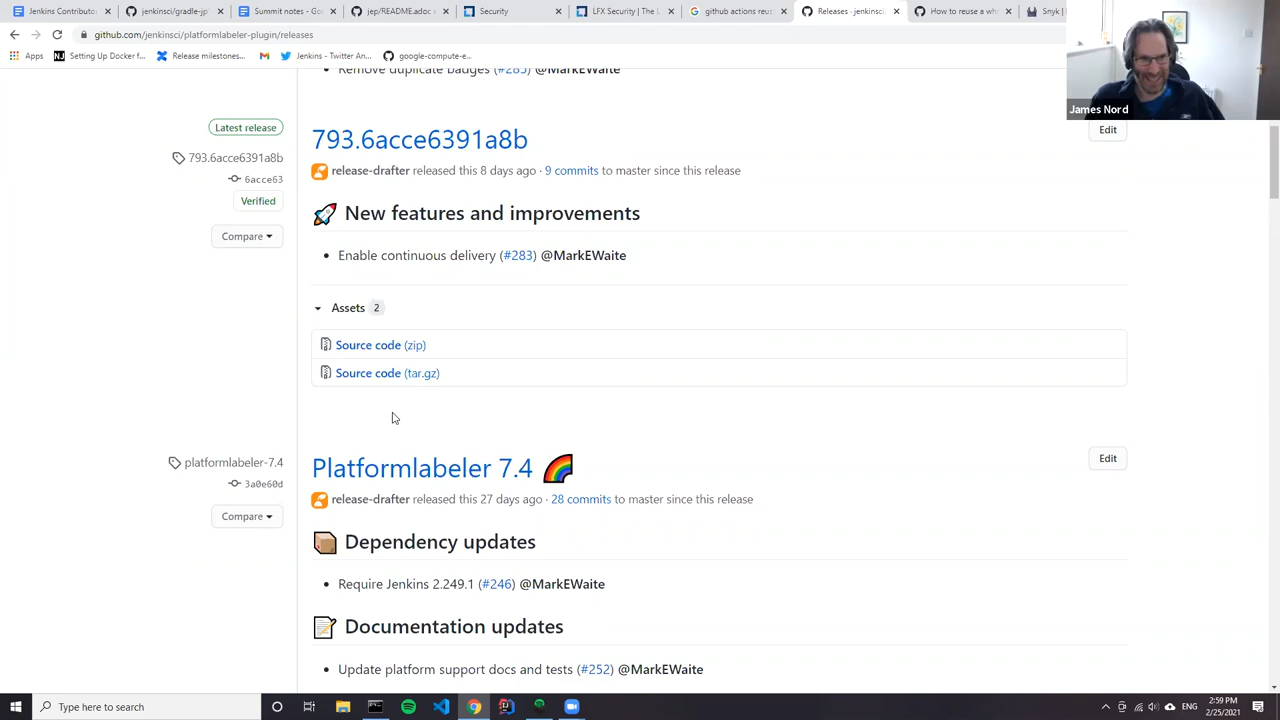 Jenkins Contributo
jenkinsci/gradle-jp
Summit notes - Go
jep/README.adoc
Security
LFX Security | The L
github actions reus
Releases · jenkinsci
How to reuse a wh
Snyk |
github.com/jenkinsci/platformlabeler-plugin/releases
Apps
Setting Up Docker f...
Release milestones...
Jenkins - Twitter An...
google-compute-e...
Remove duplicate badges (#285) @MarkEWaite
James Nord
Latest release
793.6acce6391a8b
6acce63
Verified
Compare
793.6acce6391a8b
Edit
release-drafter released this 8 days ago · 9 commits to master since this release
New features and improvements
Enable continuous delivery (#283) @MarkEWaite
Assets 2
Source code (zip)
Source code (tar.gz)
platformlabeler-7.4
3a0e60d
Compare
Platformlabeler 7.4
Edit
release-drafter released this 27 days ago · 28 commits to master since this release
Dependency updates
Require Jenkins 2.249.1 (#246) @MarkEWaite
Documentation updates
Update platform support docs and tests (#252) @MarkEWaite
Type here to search
ENG
2:59 PM
2/25/2021